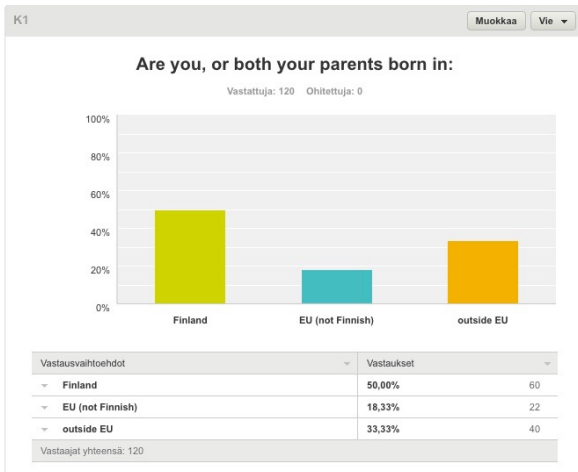 K1 Muokkaa Vie
Are you, or both your parents born in:
Vastattuja: 120 Ohitettuja: 0
100%
80%
60%
40%
20%
0%
Finland EU (not Finnish) outside EU
Vastausvaihtoehdot Vastaukset
Finland 50,00% 60
EU (not Finnish) 18,33% 22
outside EU 33,33% 40
Vastaajat yhteensä: 120